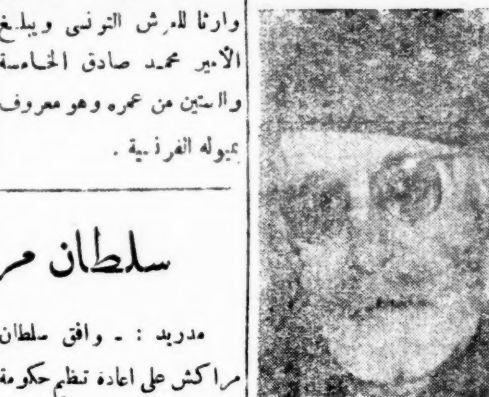 وارثا للعرش التونسى ويبلغ
الأمير محمد صادق الخامسة
والستين من عمره وهو معروف
بميوله الفرنسية .
سلطان مر
مدريد : ـ وافق سلطان
مراكش على اعادة تنظيم حكومة